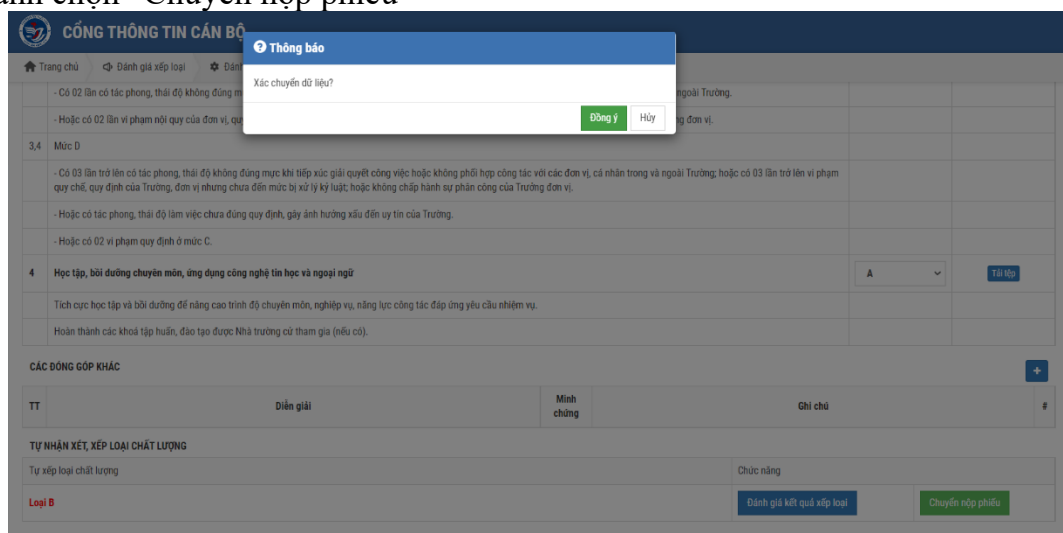 anh chọn "Chuyển nộp phiếu"
CỔNG THÔNG TIN CÁN BỘ
Thông báo
Trang chủ Đánh giá xếp loại Đánh
Xác chuyển dữ liệu?
Đồng ý Hủy
- Có 02 lần có tác phong, thái độ không đúng m ngoài Trường.
- Hoặc có 02 lần vi phạm nội quy của đơn vị, qu ng đơn vị.
3,4 Mức D
- Có 03 lần trở lên có tác phong, thái độ không đúng mực khi tiếp xúc giải quyết công việc hoặc không phối hợp công tác với các đơn vị, cá nhân trong và ngoài Trường; hoặc có 03 lần trở lên vi phạm
quy chế, quy định của Trường, đơn vị nhưng chưa đến mức bị xử lý kỷ luật; hoặc không chấp hành sự phân công của Trưởng đơn vị.
- Hoặc có tác phong, thái độ làm việc chưa đúng quy định, gây ảnh hưởng xấu đến uy tín của Trường.
- Hoặc có 02 vi phạm quy định ở mức C.
4 Học tập, bồi dưỡng chuyên môn, ứng dụng công nghệ tin học và ngoại ngữ A Tải tệp
Tích cực học tập và bồi dưỡng để nâng cao trình độ chuyên môn, nghiệp vụ, năng lực công tác đáp ứng yêu cầu nhiệm vụ.
Hoàn thành các khoá tập huấn, đào tạo được Nhà trường cử tham gia (nếu có).
CÁC ĐÓNG GÓP KHÁC +
TT Diễn giải Minh chứng Ghi chú #
TỰ NHẬN XÉT, XẾP LOẠI CHẤT LƯỢNG
Tự xếp loại chất lượng Chức năng
Loại B Đánh giá kết quả xếp loại Chuyển nộp phiếu